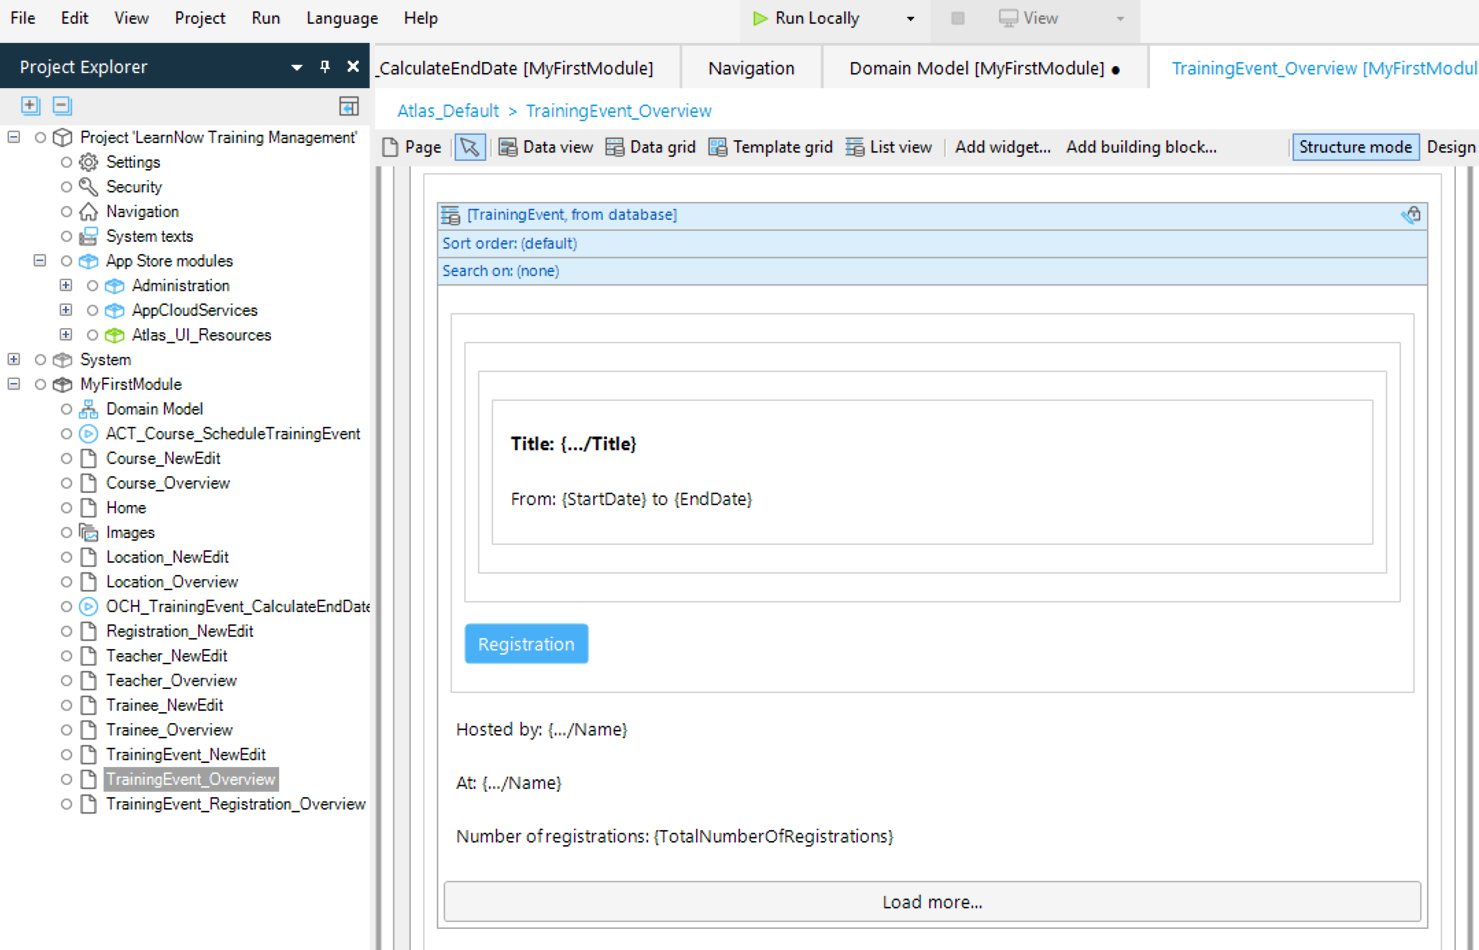 File Edit View Project Run Language Help Run Locally View
Project Explorer
_CalculateEndDate [MyFirstModule] Navigation Domain Model [MyFirstModule] ● TrainingEvent_Overview [MyFirstModul
Atlas_Default > TrainingEvent_Overview
Page Data view Data grid Template grid List view Add widget... Add building block... Structure mode Design
Project 'LearnNow Training Management'
Settings
Security
Navigation
System texts
App Store modules
Administration
AppCloudServices
Atlas_UI_Resources
System
MyFirstModule
Domain Model
ACT_Course_ScheduleTrainingEvent
Course_NewEdit
Course_Overview
Home
Images
Location_NewEdit
Location_Overview
OCH_TrainingEvent_CalculateEndDate
Registration_NewEdit
Teacher_NewEdit
Teacher_Overview
Trainee_NewEdit
Trainee_Overview
TrainingEvent_NewEdit
TrainingEvent_Overview
TrainingEvent_Registration_Overview
[TrainingEvent, from database]
Sort order: (default)
Search on: (none)
Title: {.../Title}
From: {StartDate} to {EndDate}
Registration
Hosted by: {.../Name}
At: {.../Name}
Number of registrations: {TotalNumberOfRegistrations}
Load more...